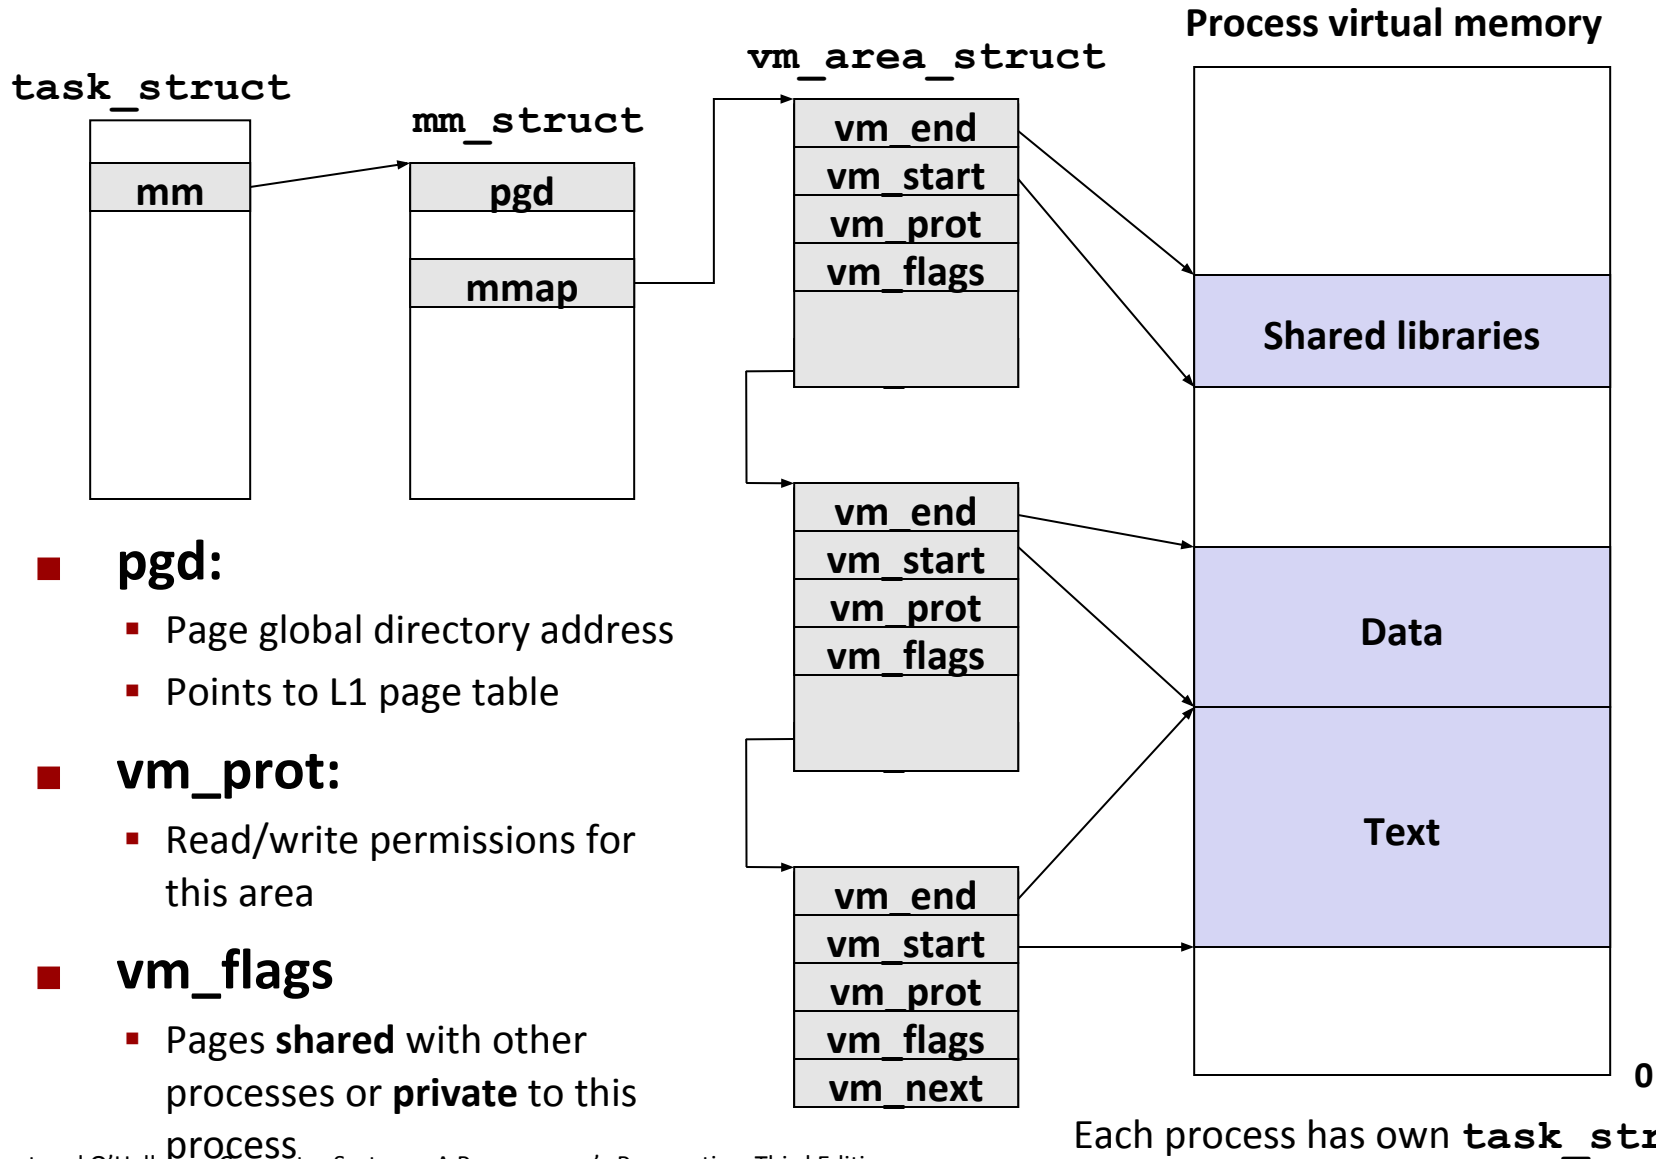 Process virtual memory
vm_area_struct
task_struct
mm_struct
mm
pgd
mmap
vm_end
vm_start
vm_prot
vm_flags
Shared libraries
vm_end
vm_start
vm_prot
vm_flags
Data
Text
vm_end
vm_start
vm_prot
vm_flags
vm_next
0
■ pgd:
▪ Page global directory address
▪ Points to L1 page table
■ vm_prot:
▪ Read/write permissions for
this area
■ vm_flags
▪ Pages shared with other
processes or private to this
process
Each process has own task_str
Third Editi